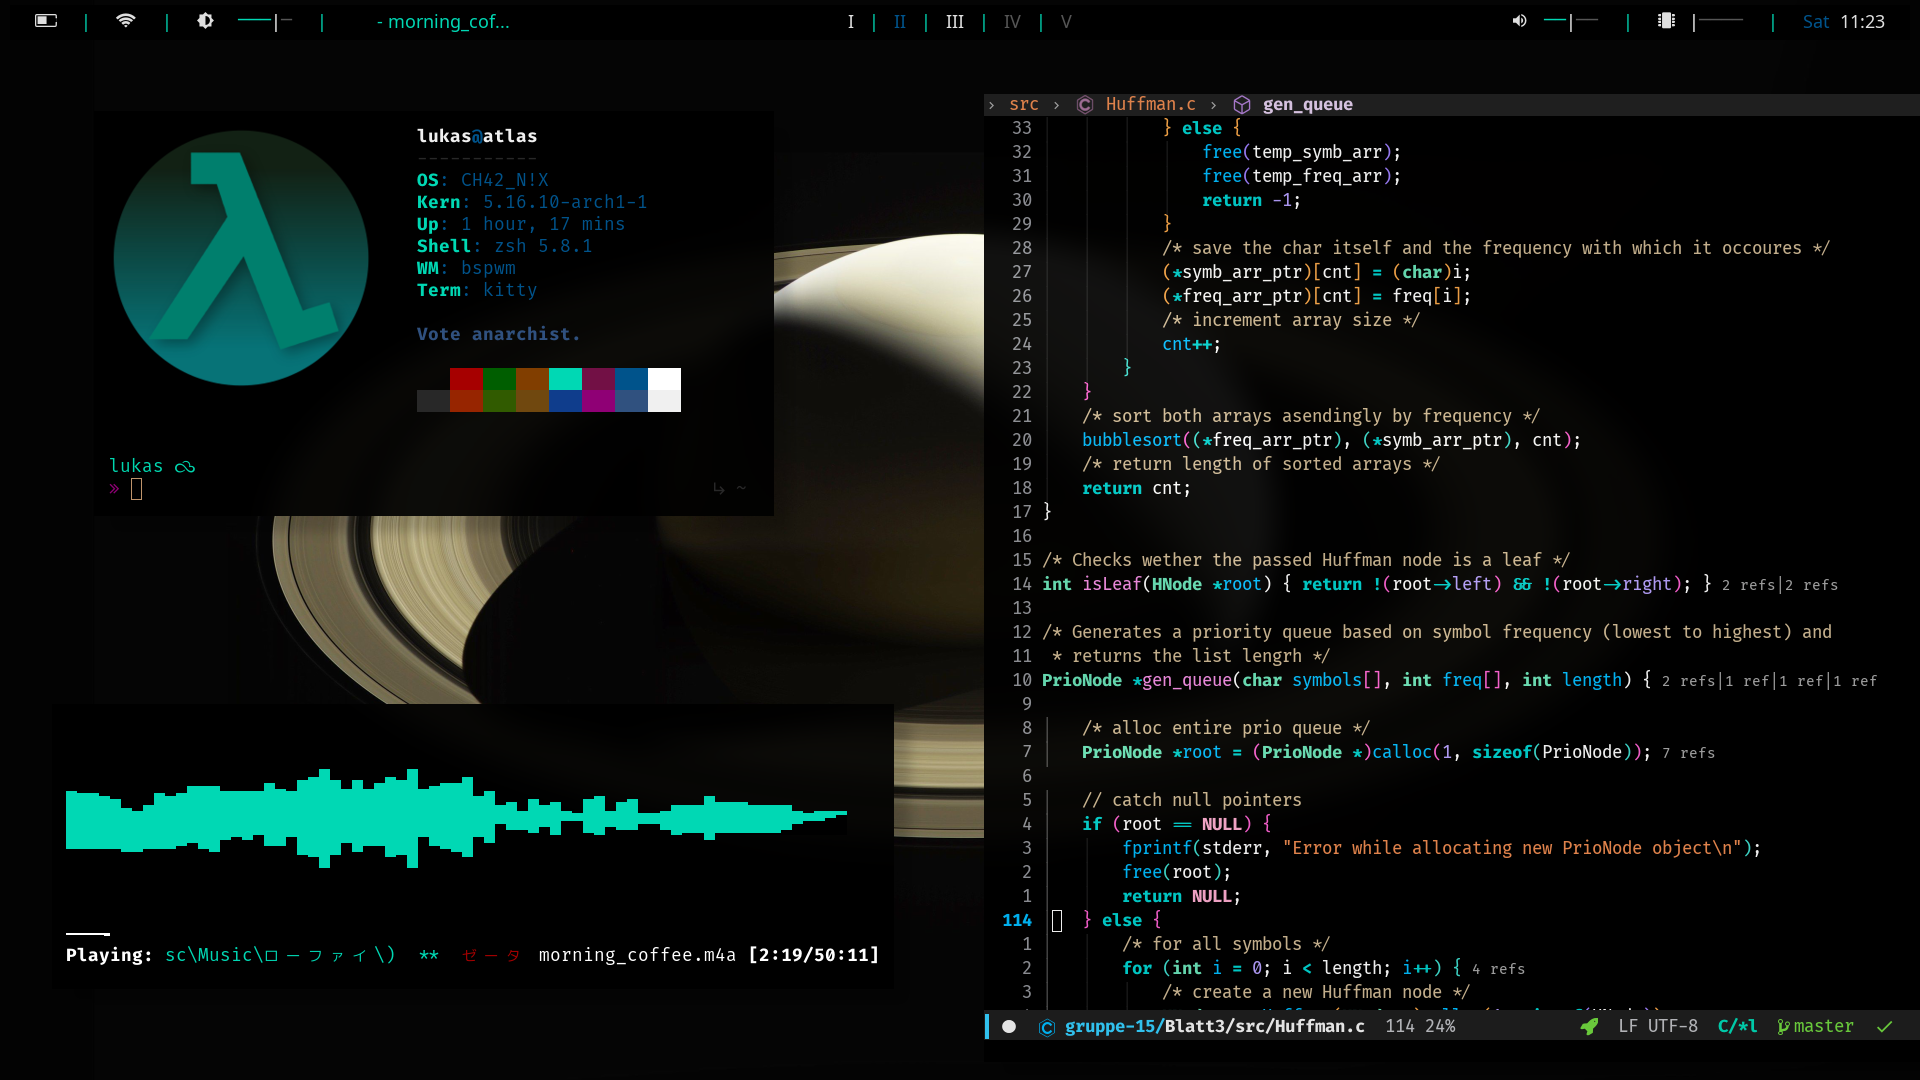 - morning_cof...
I | II | III | IV | V
Sat 11:23
lukas@atlas
-----------
OS: CH42_N!X
Kern: 5.16.10-arch1-1
Up: 1 hour, 17 mins
Shell: zsh 5.8.1
WM: bspwm
Term: kitty
Vote anarchist.
lukas
» ~
Playing: sc\Music\ローファイ\) ** ゼータ morning_coffee.m4a [2:19/50:11]
› src › Huffman.c › gen_queue
33 } else {
32 free(temp_symb_arr);
31 free(temp_freq_arr);
30 return -1;
29 }
28 /* save the char itself and the frequency with which it occoures */
27 (*symb_arr_ptr)[cnt] = (char)i;
26 (*freq_arr_ptr)[cnt] = freq[i];
25 /* increment array size */
24 cnt++;
23 }
22 }
21 /* sort both arrays asendingly by frequency */
20 bubblesort((*freq_arr_ptr), (*symb_arr_ptr), cnt);
19 /* return length of sorted arrays */
18 return cnt;
17 }
16
15 /* Checks wether the passed Huffman node is a leaf */
14 int isLeaf(HNode *root) { return !(root->left) && !(root->right); } 2 refs|2 refs
13
12 /* Generates a priority queue based on symbol frequency (lowest to highest) and
11 * returns the list lengrh */
10 PrioNode *gen_queue(char symbols[], int freq[], int length) { 2 refs|1 ref|1 ref|1 ref
9
8 /* alloc entire prio queue */
7 PrioNode *root = (PrioNode *)calloc(1, sizeof(PrioNode)); 7 refs
6
5 // catch null pointers
4 if (root == NULL) {
3 fprintf(stderr, "Error while allocating new PrioNode object\n");
2 free(root);
1 return NULL;
114 } else {
1 /* for all symbols */
2 for (int i = 0; i < length; i++) { 4 refs
3 /* create a new Huffman node */
gruppe-15/Blatt3/src/Huffman.c 114 24% LF UTF-8 C/*l master